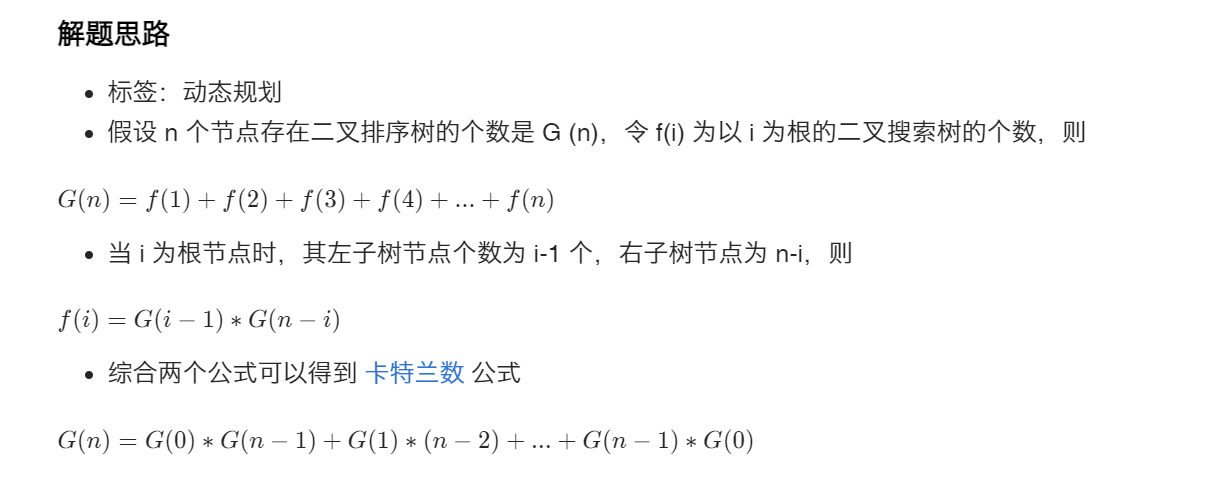 解题思路
标签：动态规划
假设 n 个节点存在二叉排序树的个数是 G (n)，令 f(i) 为以 i 为根的二叉搜索树的个数，则
G(n) = f(1) + f(2) + f(3) + f(4) + ... + f(n)
当 i 为根节点时，其左子树节点个数为 i-1 个，右子树节点为 n-i，则
f(i) = G(i − 1) ∗ G(n − i)
综合两个公式可以得到 卡特兰数 公式
G(n) = G(0) ∗ G(n − 1) + G(1) ∗ (n − 2) + ... + G(n − 1) ∗ G(0)